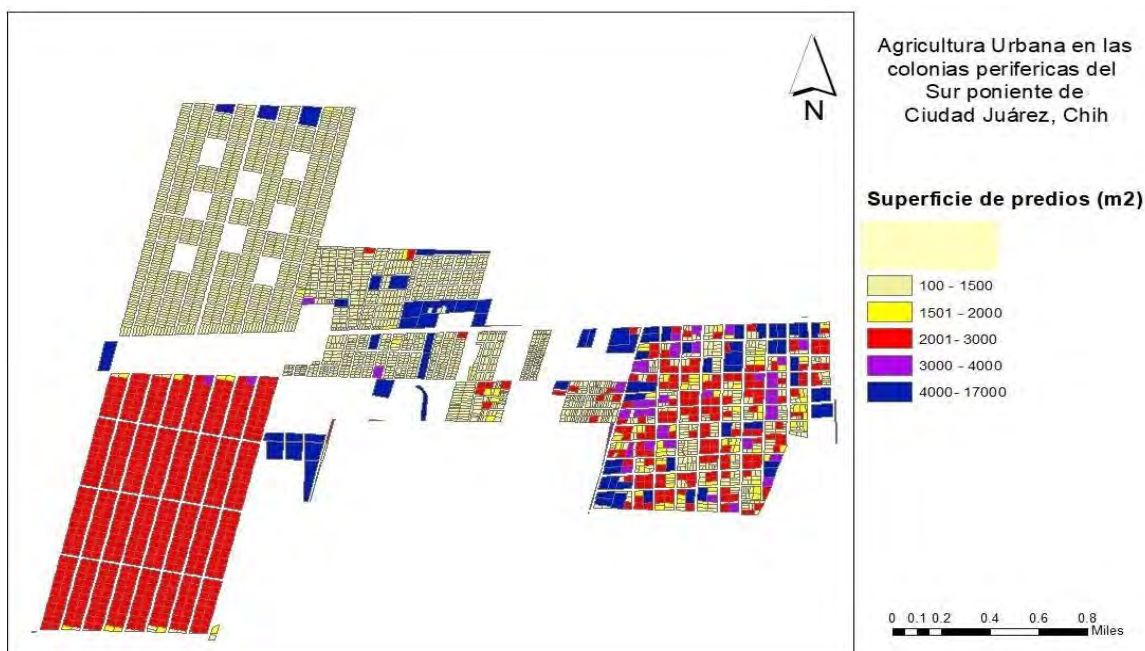 Agricultura Urbana en las
colonias perifericas del
Sur poniente de
Ciudad Juárez, Chih
N
Superficie de predios (m2)
100 - 1500
1501 - 2000
2001- 3000
3000 - 4000
4000- 17000
0 0.1 0.2 0.4 0.6 0.8
Miles